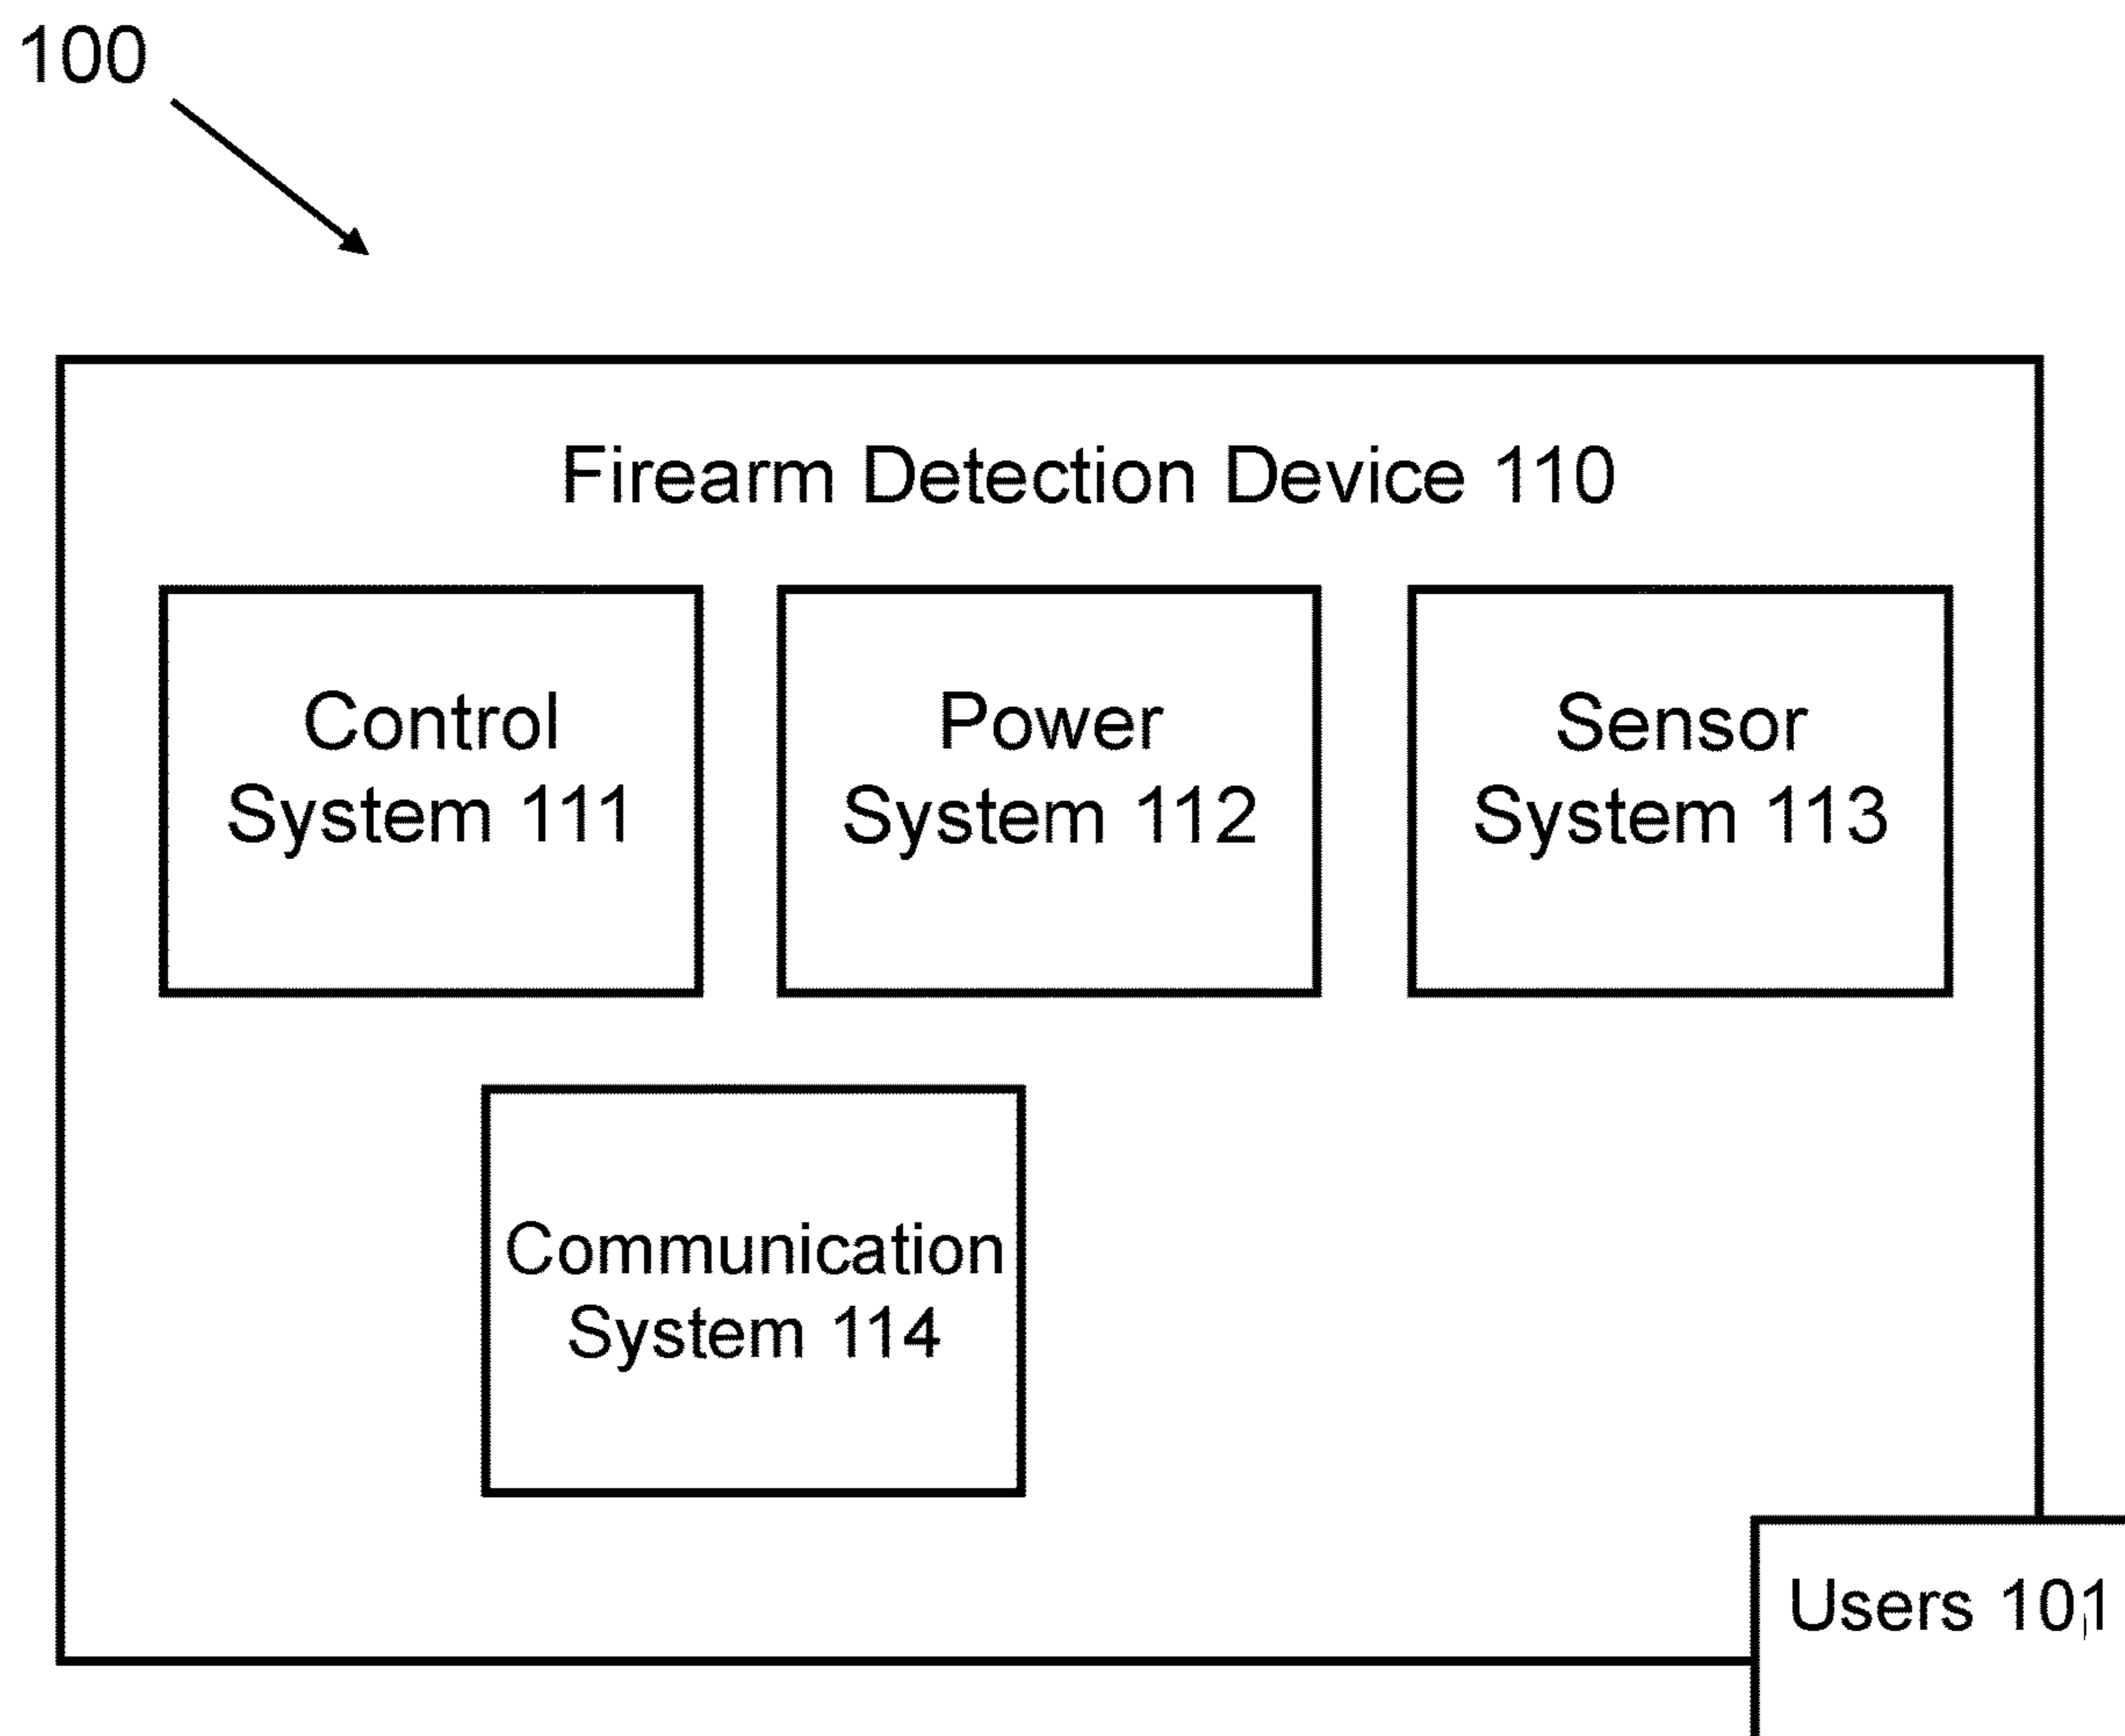 100
Firearm Detection Device 110
Control
System 111
Power
System 112
Sensor
System 113
Communication
System 114
Users 101